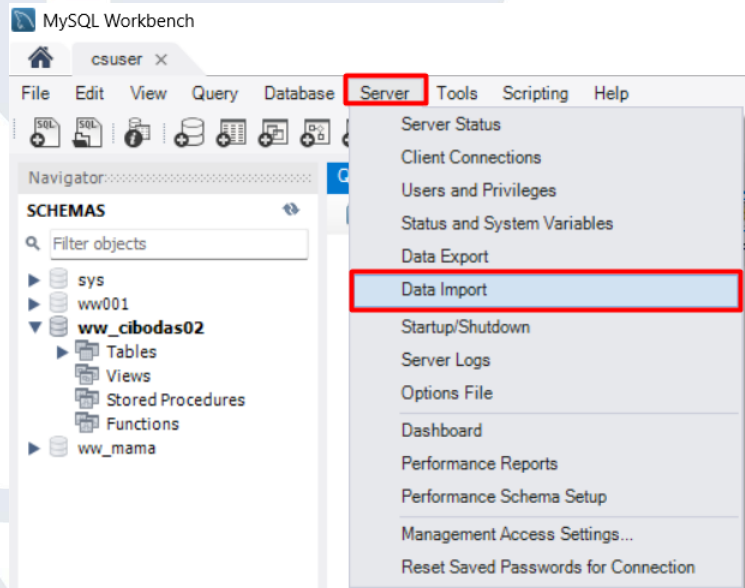 MySQL Workbench
csuser
File Edit View Query Database Server Tools Scripting Help
SQL SQL
Navigator
SCHEMAS
Filter objects
sys
ww001
ww_cibodas02
Tables
Views
Stored Procedures
Functions
ww_mama
Server Status
Client Connections
Users and Privileges
Status and System Variables
Data Export
Data Import
Startup/Shutdown
Server Logs
Options File
Dashboard
Performance Reports
Performance Schema Setup
Management Access Settings...
Reset Saved Passwords for Connection